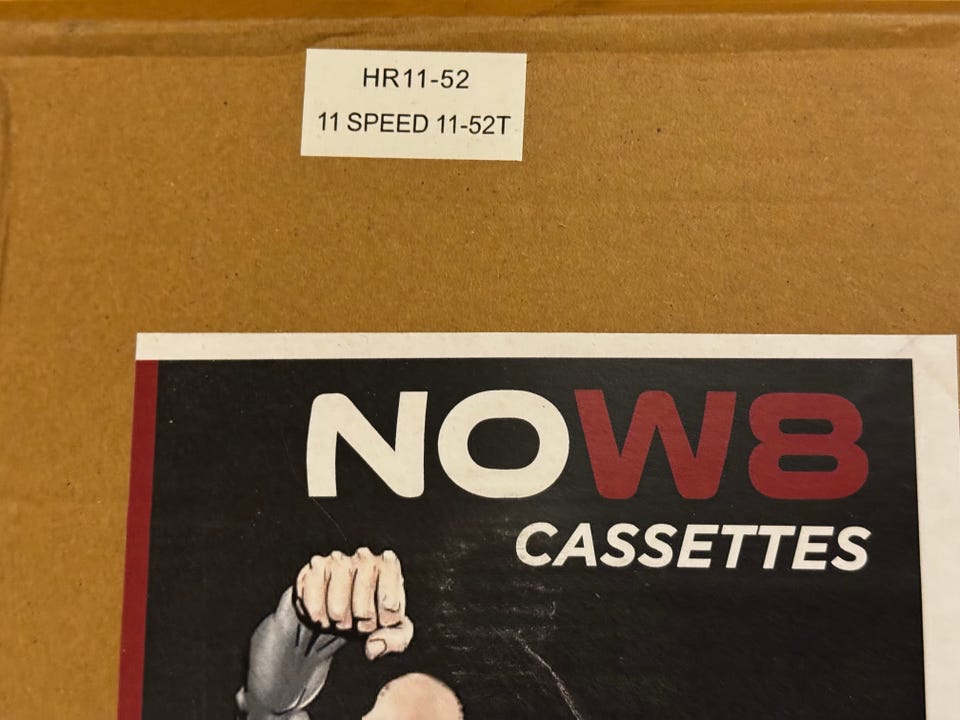 HR11-52
11 SPEED 11-52T
NOW8
CASSETTES